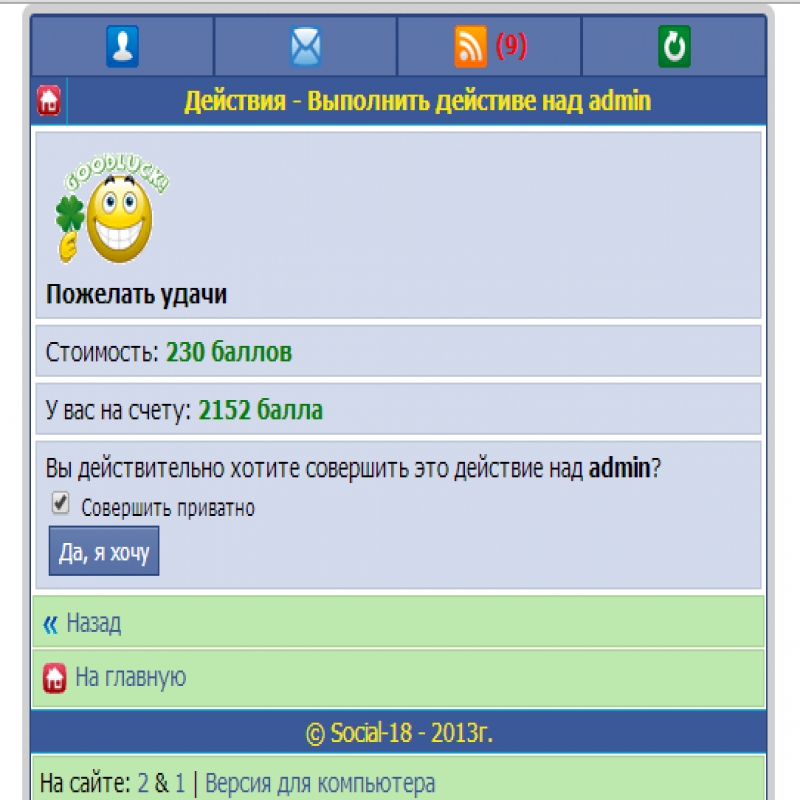 (9)
Действия - Выполнить действие над admin
GOODLUCK!
Пожелать удачи
Стоимость: 230 баллов
У вас на счету: 2152 балла
Вы действительно хотите совершить это действие над admin?
Совершить приватно
Да, я хочу
« Назад
На главную
© Social-18 - 2013г.
На сайте: 2 & 1 | Версия для компьютера